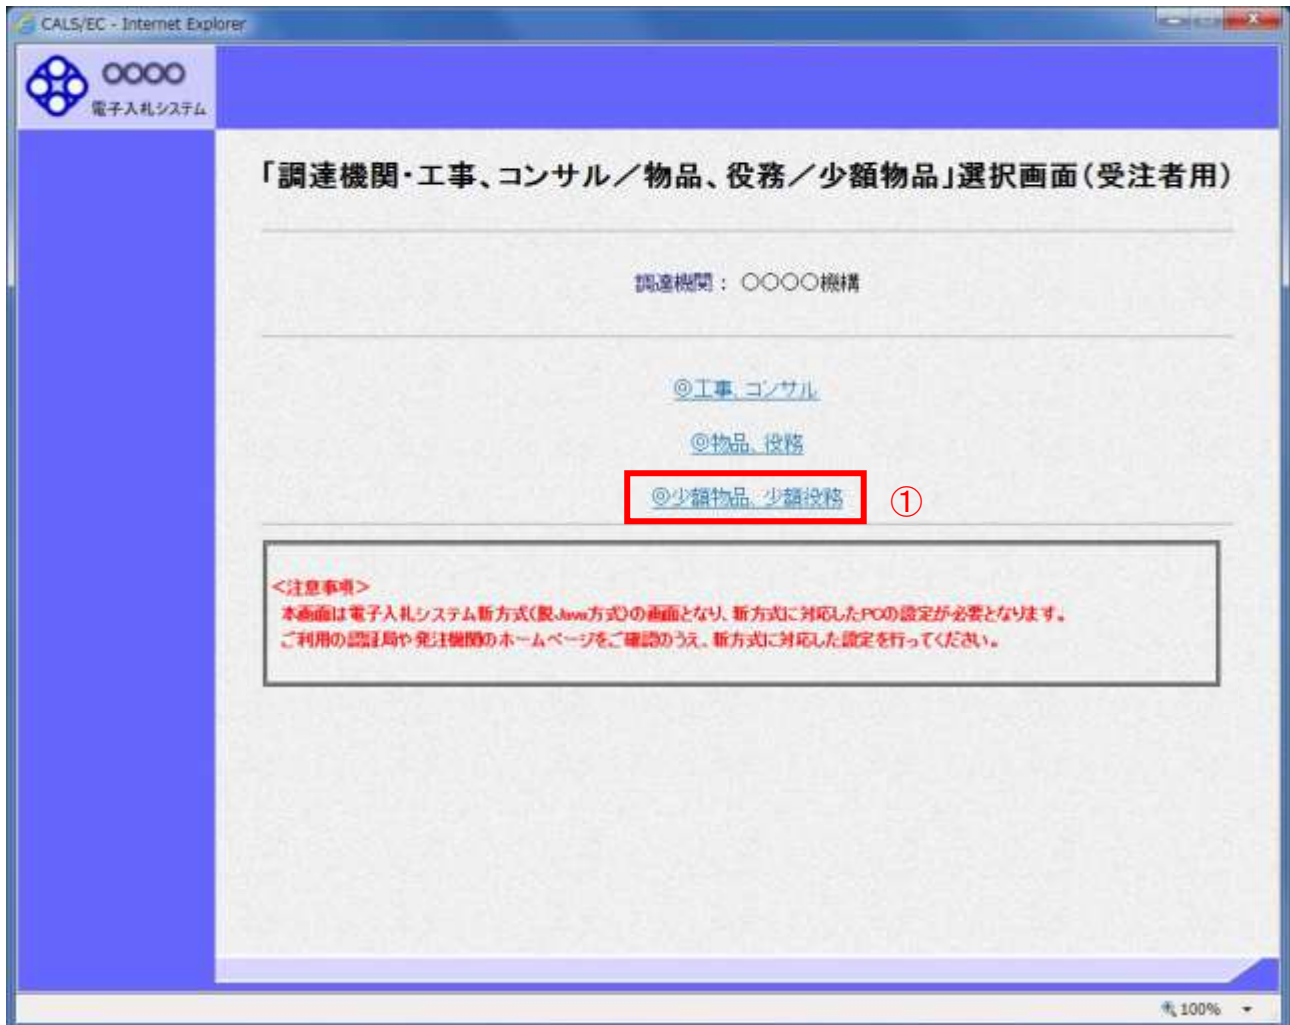 CALS/EC - Internet Explorer
○○○○
電子入札システム
「調達機関・工事、コンサル／物品、役務／少額物品」選択画面（受注者用）
調達機関： ○○○○機構
◎工事、コンサル
◎物品、役務
◎少額物品、少額役務
①
＜注意事項＞
本画面は電子入札システム新方式(脱Java方式)の画面となり、新方式に対応したPCの設定が必要となります。
ご利用の認証局や発注機関のホームページをご確認のうえ、新方式に対応した設定を行ってください。
100%